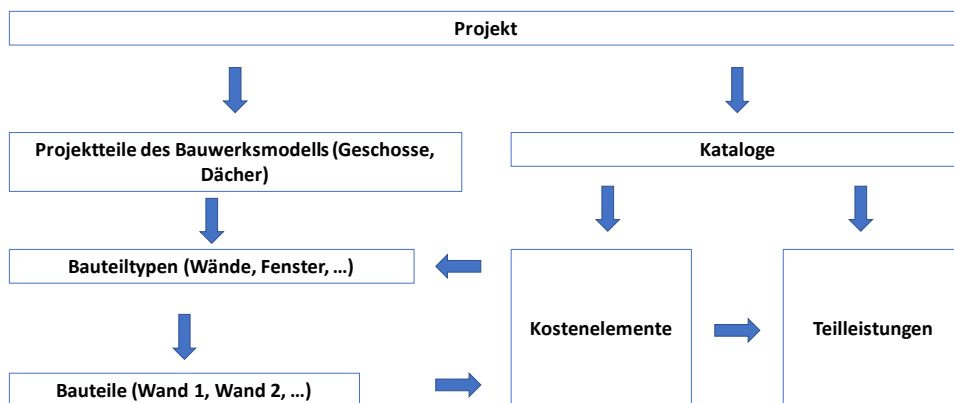 Projekt
Projektteile des Bauwerksmodells (Geschosse,
Dächer)
Kataloge
Bauteiltypen (Wände, Fenster, …)
Kostenelemente
Teilleistungen
Bauteile (Wand 1, Wand 2, …)